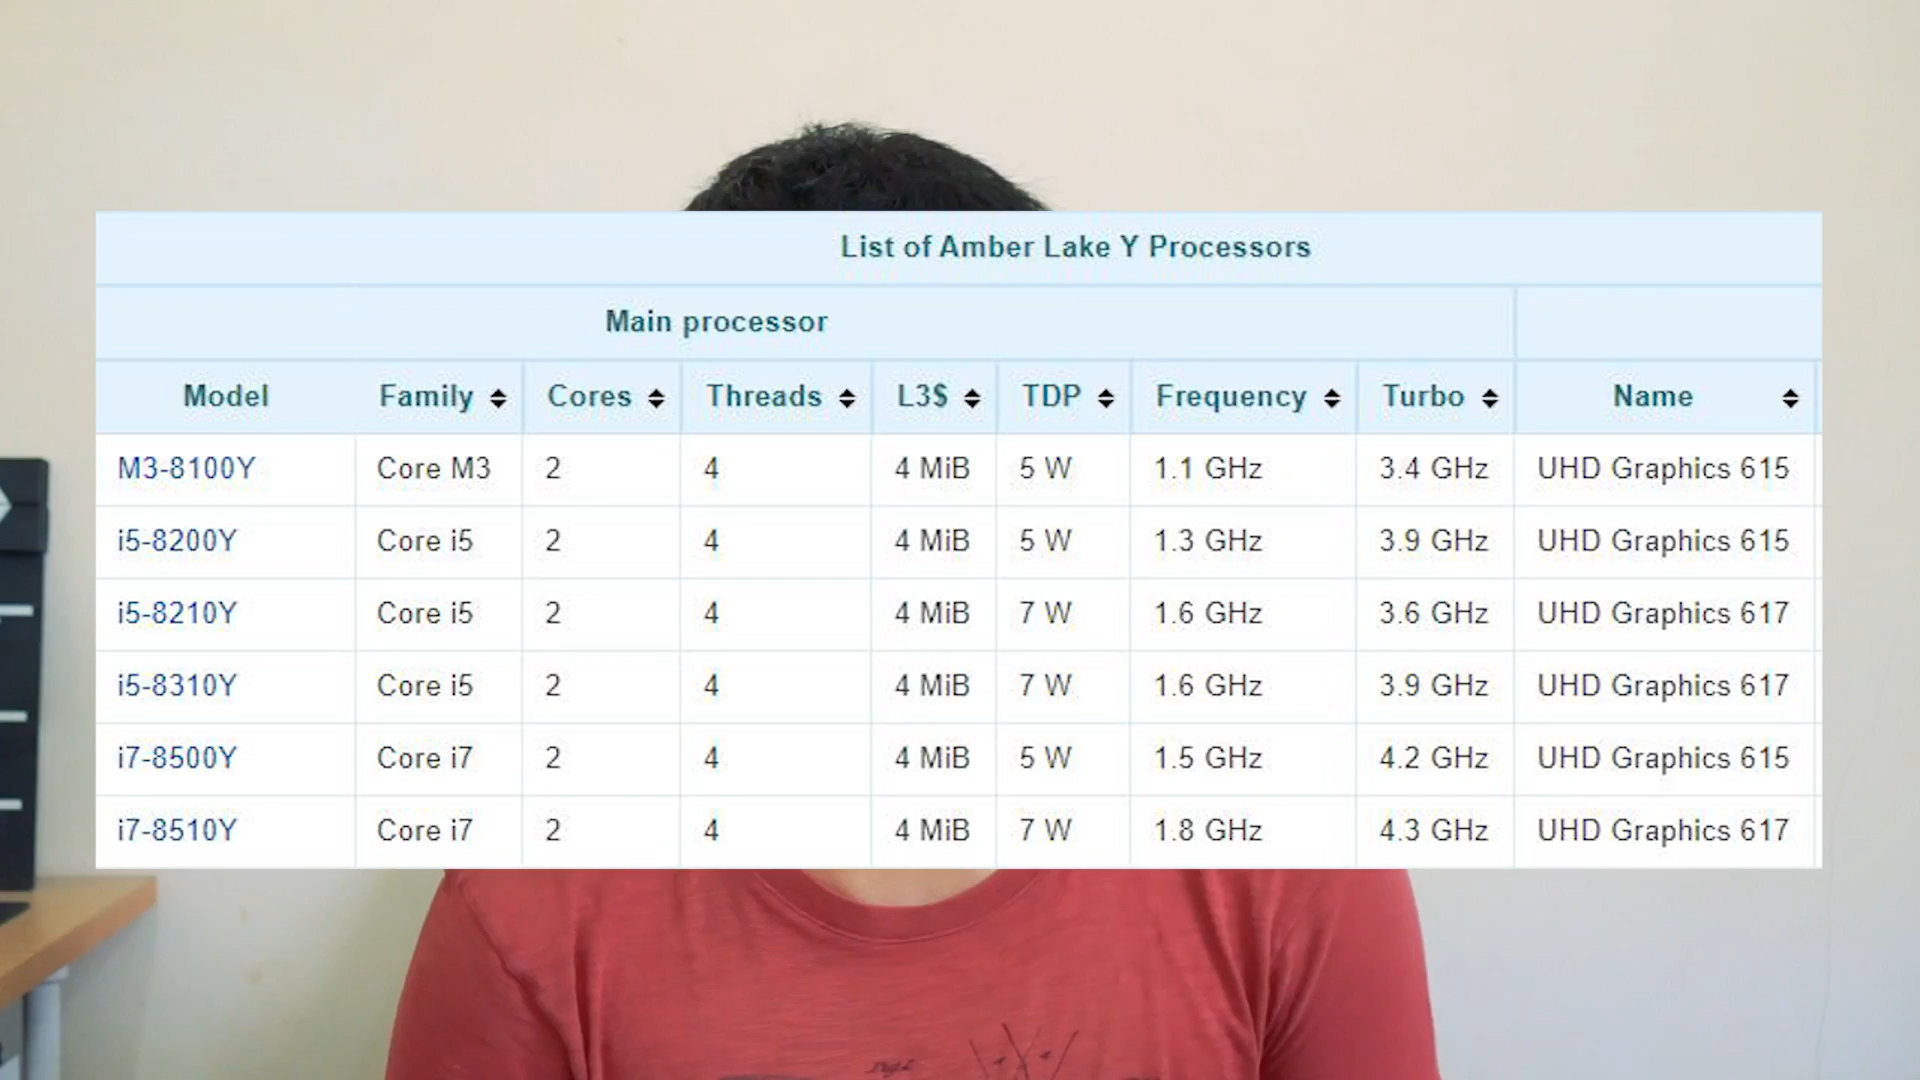 List of Amber Lake Y Processors
Main processor
Model Family Cores Threads L3$ TDP Frequency Turbo Name
M3-8100Y Core M3 2 4 4 MiB 5 W 1.1 GHz 3.4 GHz UHD Graphics 615
i5-8200Y Core i5 2 4 4 MiB 5 W 1.3 GHz 3.9 GHz UHD Graphics 615
i5-8210Y Core i5 2 4 4 MiB 7 W 1.6 GHz 3.6 GHz UHD Graphics 617
i5-8310Y Core i5 2 4 4 MiB 7 W 1.6 GHz 3.9 GHz UHD Graphics 617
i7-8500Y Core i7 2 4 4 MiB 5 W 1.5 GHz 4.2 GHz UHD Graphics 615
i7-8510Y Core i7 2 4 4 MiB 7 W 1.8 GHz 4.3 GHz UHD Graphics 617